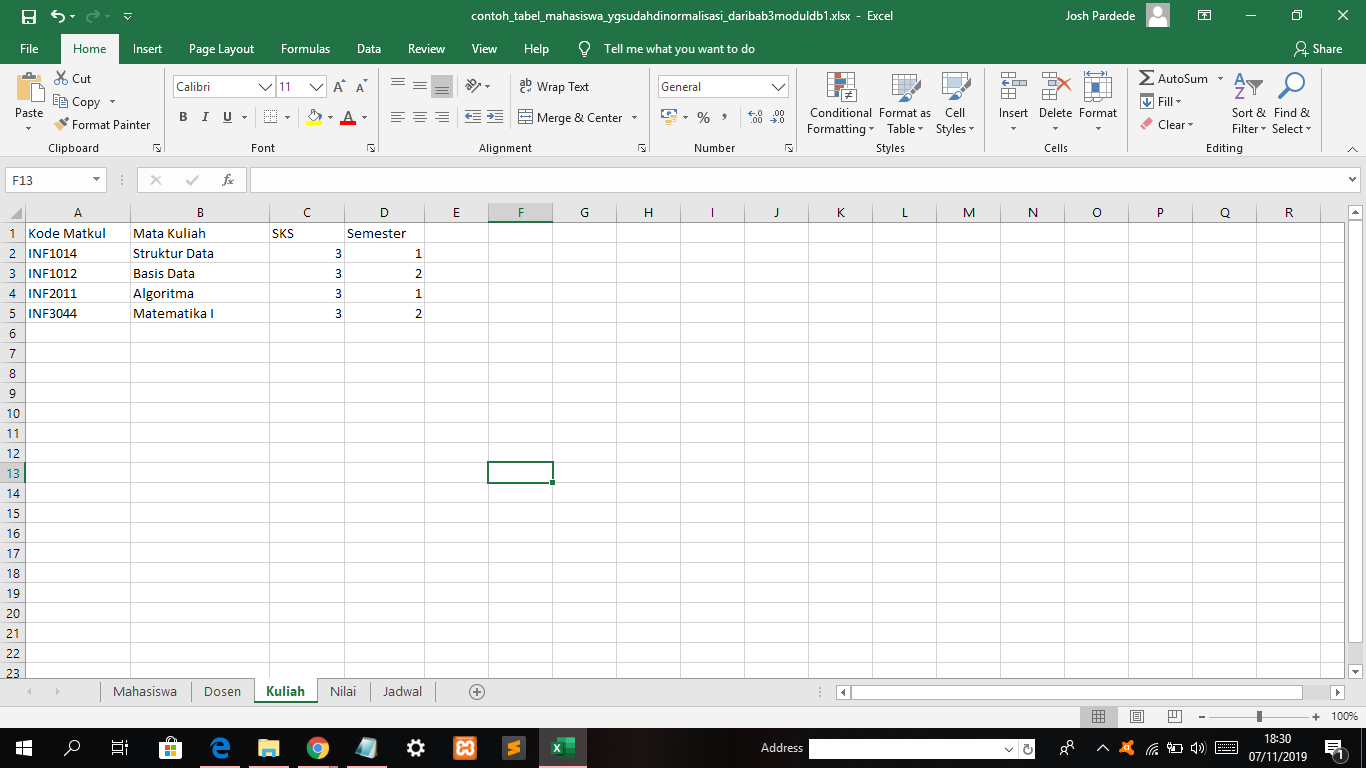 contoh_tabel_mahasiswa_ygsudahdinormalisasi_daribab3moduldb1.xlsx - Excel
Josh Pardede
File Home Insert Page Layout Formulas Data Review View Help Tell me what you want to do Share
Cut
Copy
Format Painter
Paste
Clipboard
Calibri 11
B I U
Font
Wrap Text
Merge & Center
Alignment
General
%
Number
Conditional Formatting
Format as Table
Cell Styles
Styles
Insert Delete Format
Cells
AutoSum
Fill
Clear
Sort & Filter
Find & Select
Editing
F13 fx
A B C D E F G H I J K L M N O P Q R
1 Kode Matkul Mata Kuliah SKS Semester
2 INF1014 Struktur Data 3 1
3 INF1012 Basis Data 3 2
4 INF2011 Algoritma 3 1
5 INF3044 Matematika I 3 2
6
7
8
9
10
11
12
13
14
15
16
17
18
19
20
21
22
23
Mahasiswa Dosen Kuliah Nilai Jadwal
100%
Address
18:30
07/11/2019
1